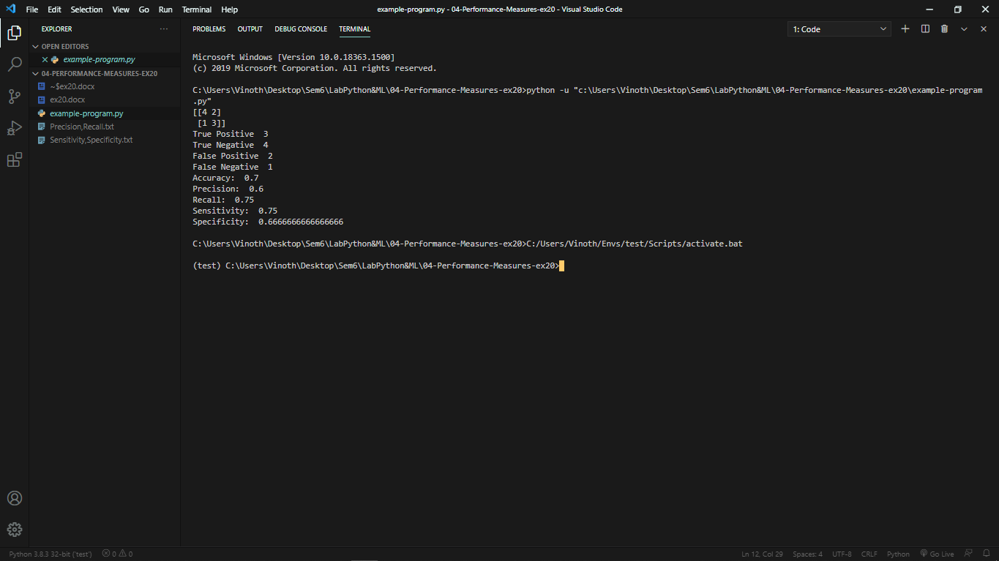 File Edit Selection View Go Run Terminal Help
example-program.py - 04-Performance-Measures-ex20 - Visual Studio Code
EXPLORER
OPEN EDITORS
example-program.py
04-PERFORMANCE-MEASURES-EX20
~$ex20.docx
ex20.docx
example-program.py
Precision,Recall.txt
Sensitivity,Specificity.txt
PROBLEMS OUTPUT DEBUG CONSOLE TERMINAL
1: Code
Microsoft Windows [Version 10.0.18363.1500]
(c) 2019 Microsoft Corporation. All rights reserved.
C:\Users\Vinoth\Desktop\Sem6\LabPython&ML\04-Performance-Measures-ex20>python -u "c:\Users\Vinoth\Desktop\Sem6\LabPython&ML\04-Performance-Measures-ex20\example-program
.py"
[[4 2]
 [1 3]]
True Positive  3
True Negative  4
False Positive  2
False Negative  1
Accuracy:  0.7
Precision:  0.6
Recall:  0.75
Sensitivity:  0.75
Specificity:  0.6666666666666666
C:\Users\Vinoth\Desktop\Sem6\LabPython&ML\04-Performance-Measures-ex20>C:/Users/Vinoth/Envs/test/Scripts/activate.bat
(test) C:\Users\Vinoth\Desktop\Sem6\LabPython&ML\04-Performance-Measures-ex20>
Python 3.8.3 32-bit ('test') 0 0
Ln 12, Col 29 Spaces: 4 UTF-8 CRLF Python Go Live